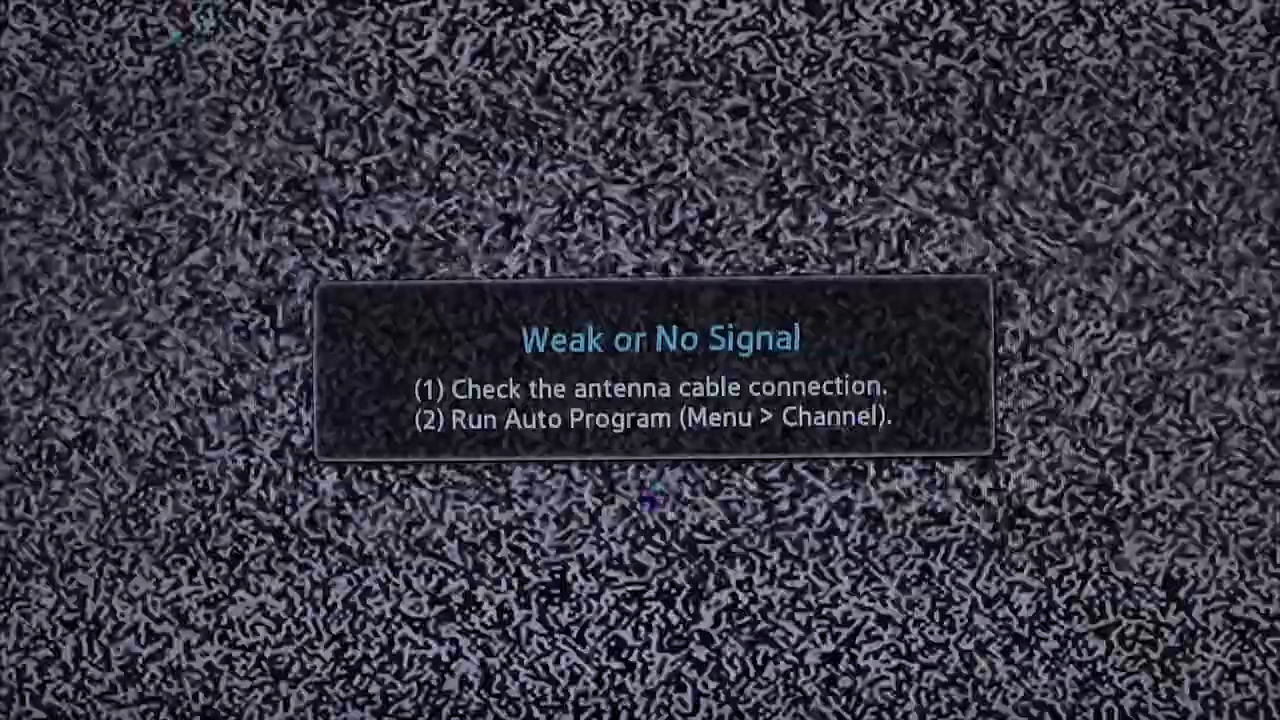 Weak or No Signal
(1) Check the antenna cable connection.
(2) Run Auto Program (Menu > Channel).